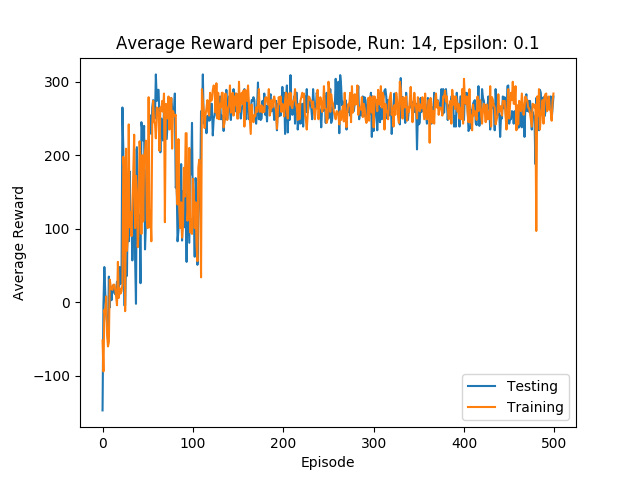 Average Reward per Episode, Run: 14, Epsilon: 0.1
300
200
100
0
−100
Average Reward
0 100 200 300 400 500
Episode
Testing
Training